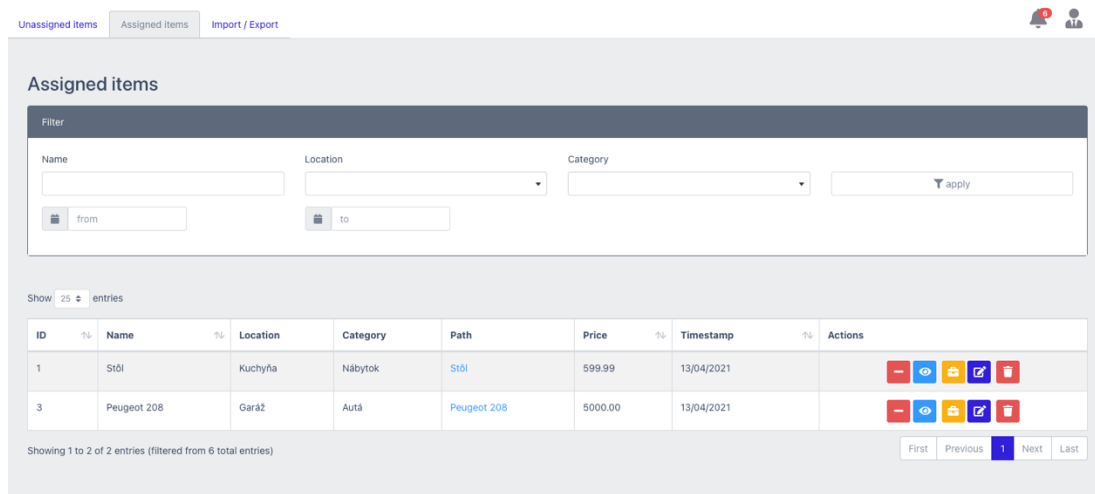 Unassigned items Assigned items Import / Export 6
Assigned items
Filter
Name Location Category
apply
from to
Show 25 entries
ID Name Location Category Path Price Timestamp Actions
1 Stôl Kuchyňa Nábytok Stôl 599.99 13/04/2021
3 Peugeot 208 Garáž Autá Peugeot 208 5000.00 13/04/2021
Showing 1 to 2 of 2 entries (filtered from 6 total entries) First Previous 1 Next Last